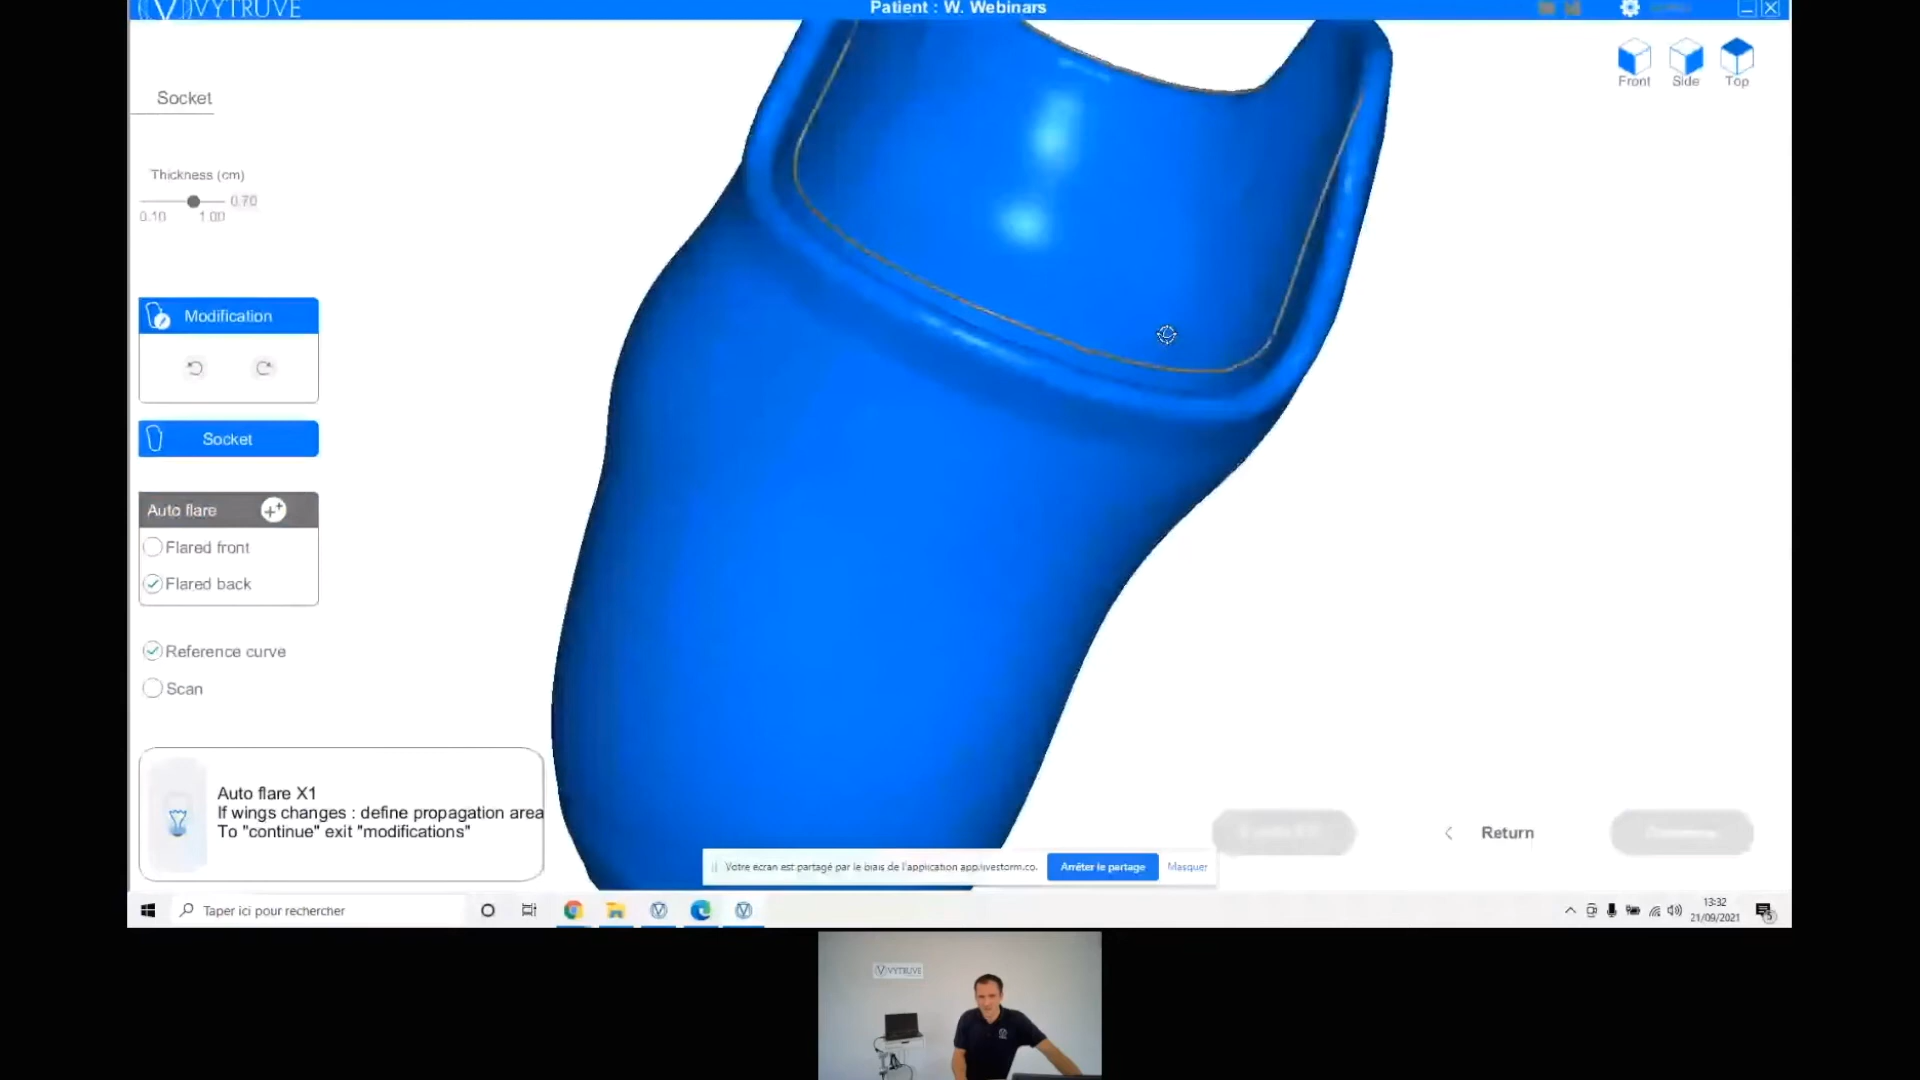 VYTRUVE
Patient : W. Webinars
Front
Side
Top
Socket
Thickness (cm)
0.70
0.10
1.00
Modification
Socket
Auto flare
Flared front
Flared back
Reference curve
Scan
Auto flare X1
If wings changes : define propagation area
To "continue" exit "modifications"
Return
Votre écran est partagé par le biais de l'application app.livestorm.co.
Arrêter le partage
Masquer
Taper ici pour rechercher
13:32
21/09/2021
5
VYTRUVE